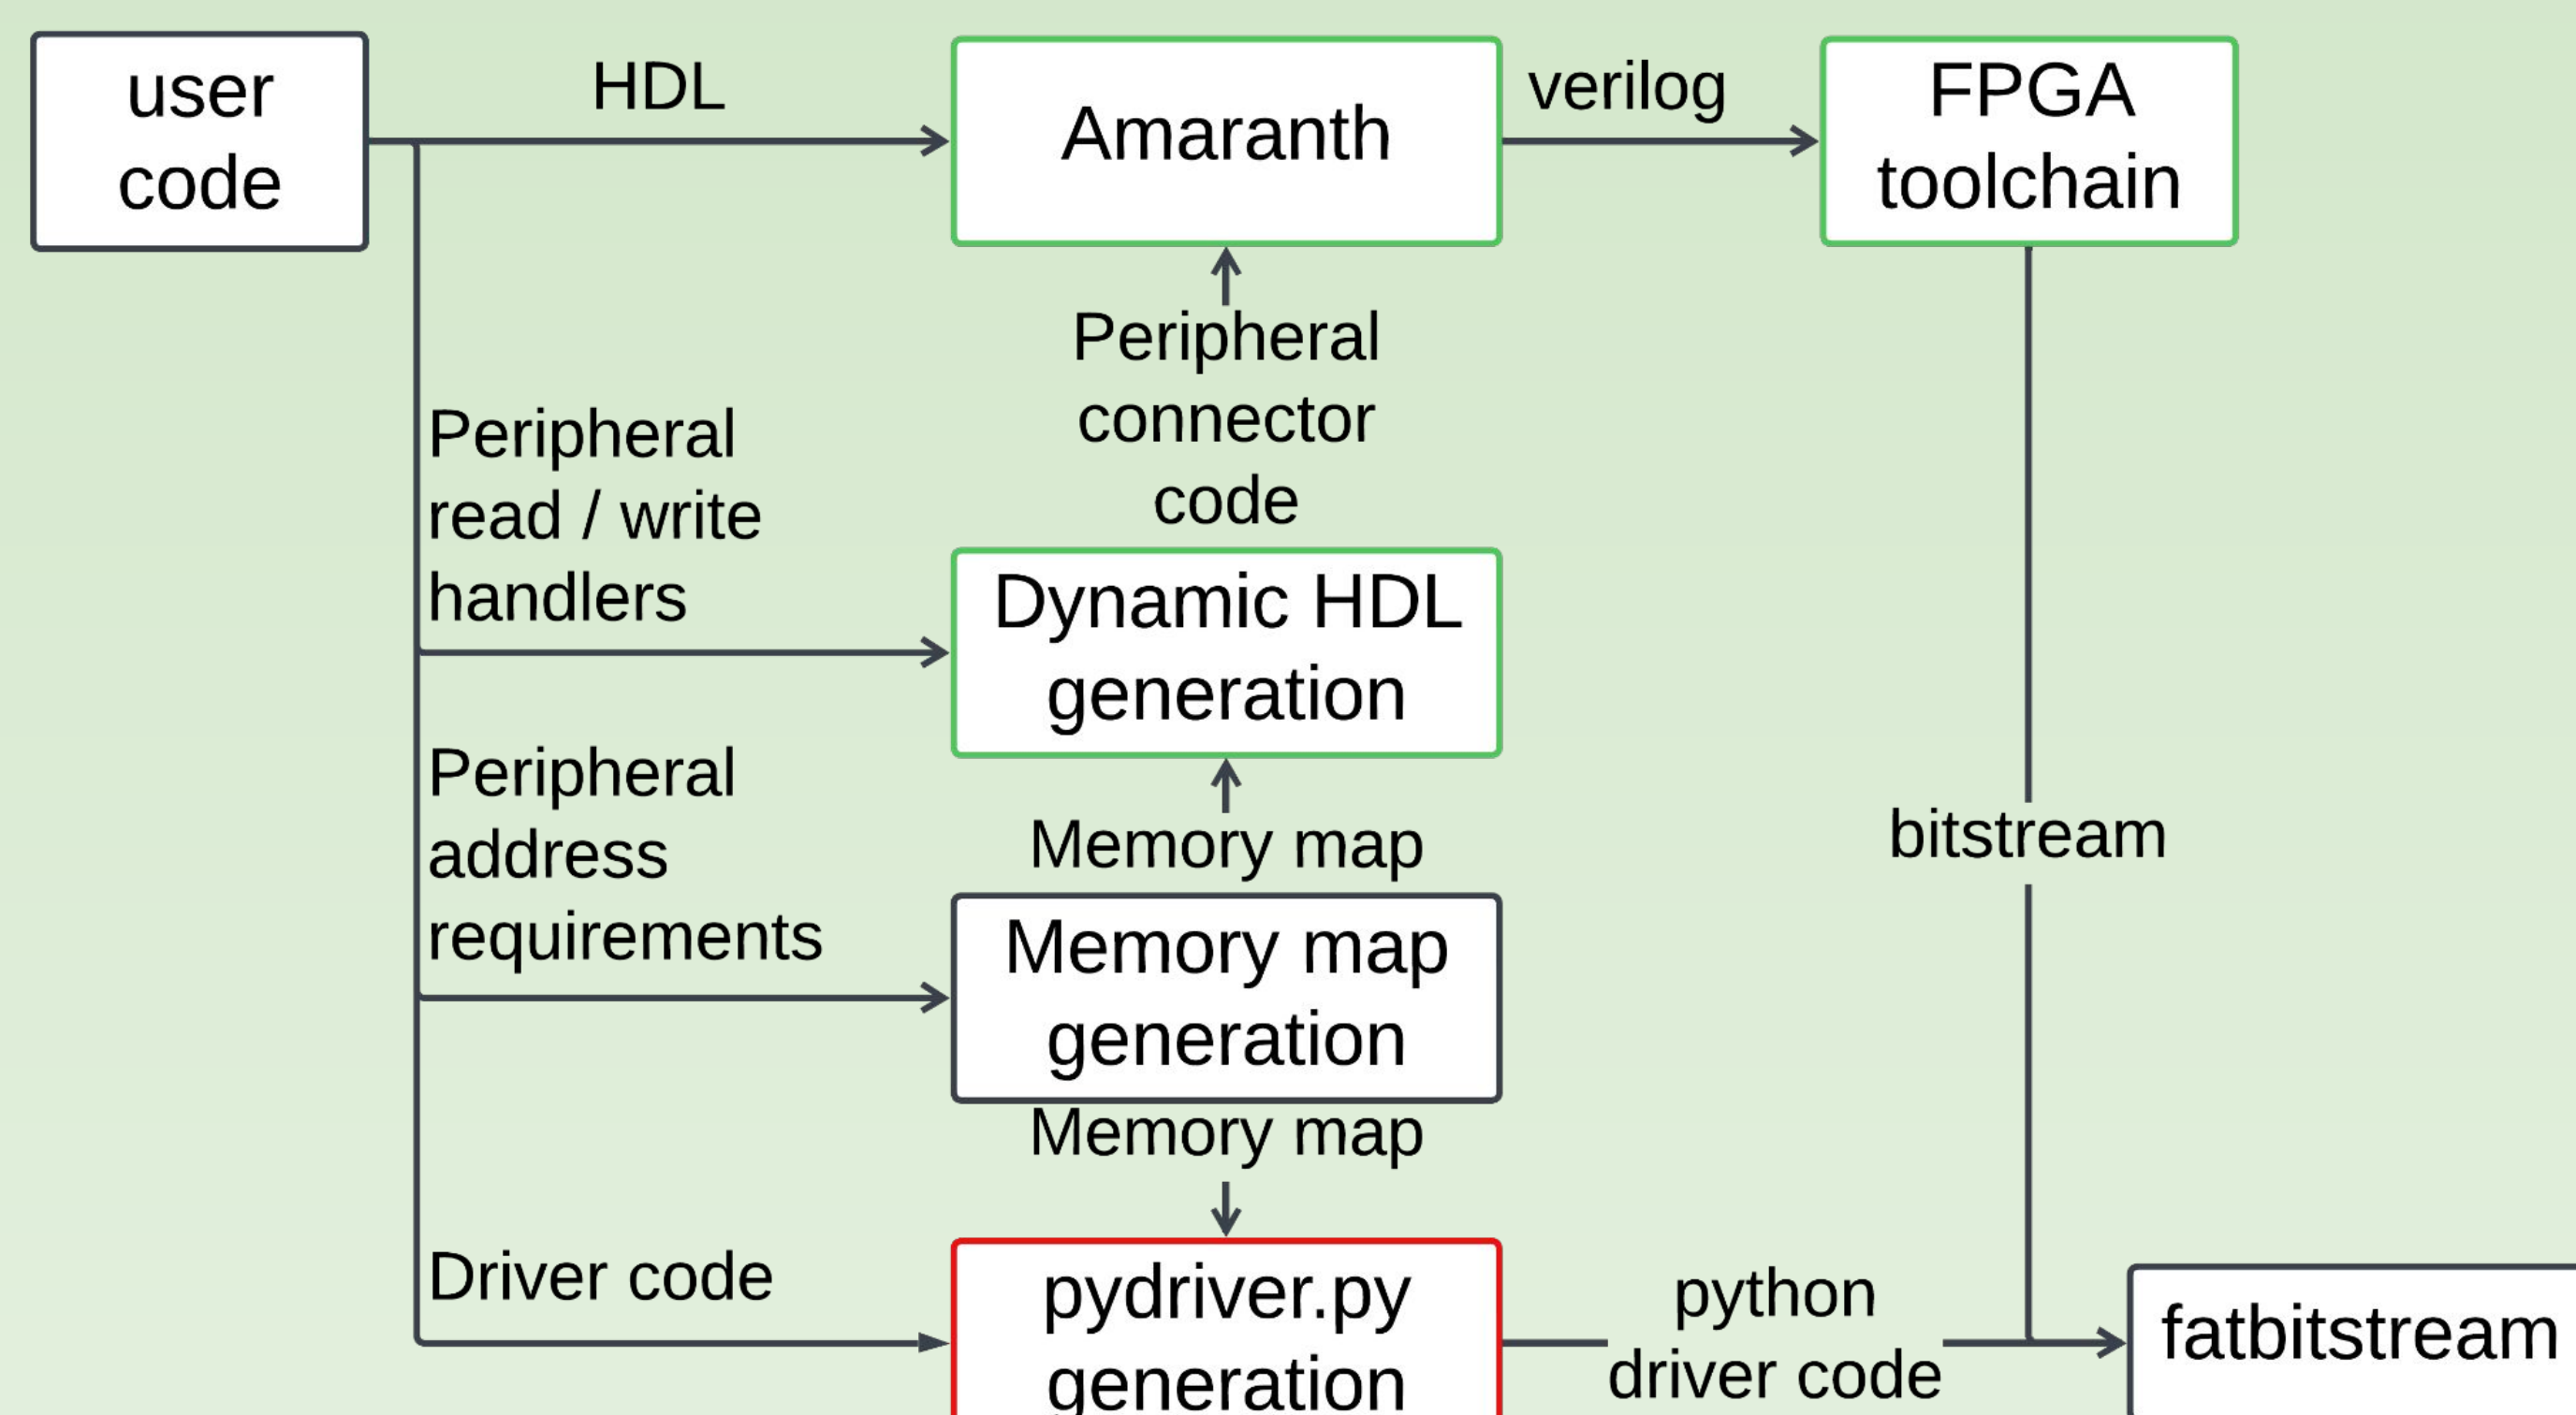 user
code
HDL
Amaranth
verilog
FPGA
toolchain
Peripheral
connector
code
Peripheral
read / write
handlers
Dynamic HDL
generation
Peripheral
address
requirements
Memory map
Memory map
generation
Memory map
bitstream
Driver code
pydriver.py
generation
python
driver code
fatbitstream